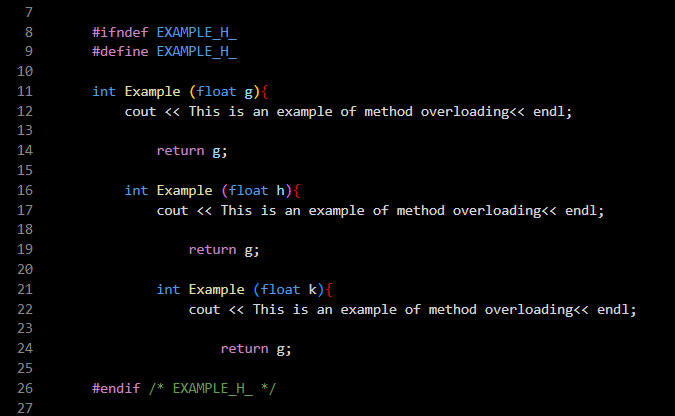 7
8 #ifndef EXAMPLE_H_
9 #define EXAMPLE_H_
10
11 int Example (float g){
12 cout << This is an example of method overloading<< endl;
13
14 return g;
15
16 int Example (float h){
17 cout << This is an example of method overloading<< endl;
18
19 return g;
20
21 int Example (float k){
22 cout << This is an example of method overloading<< endl;
23
24 return g;
25
26 #endif /* EXAMPLE_H_ */
27